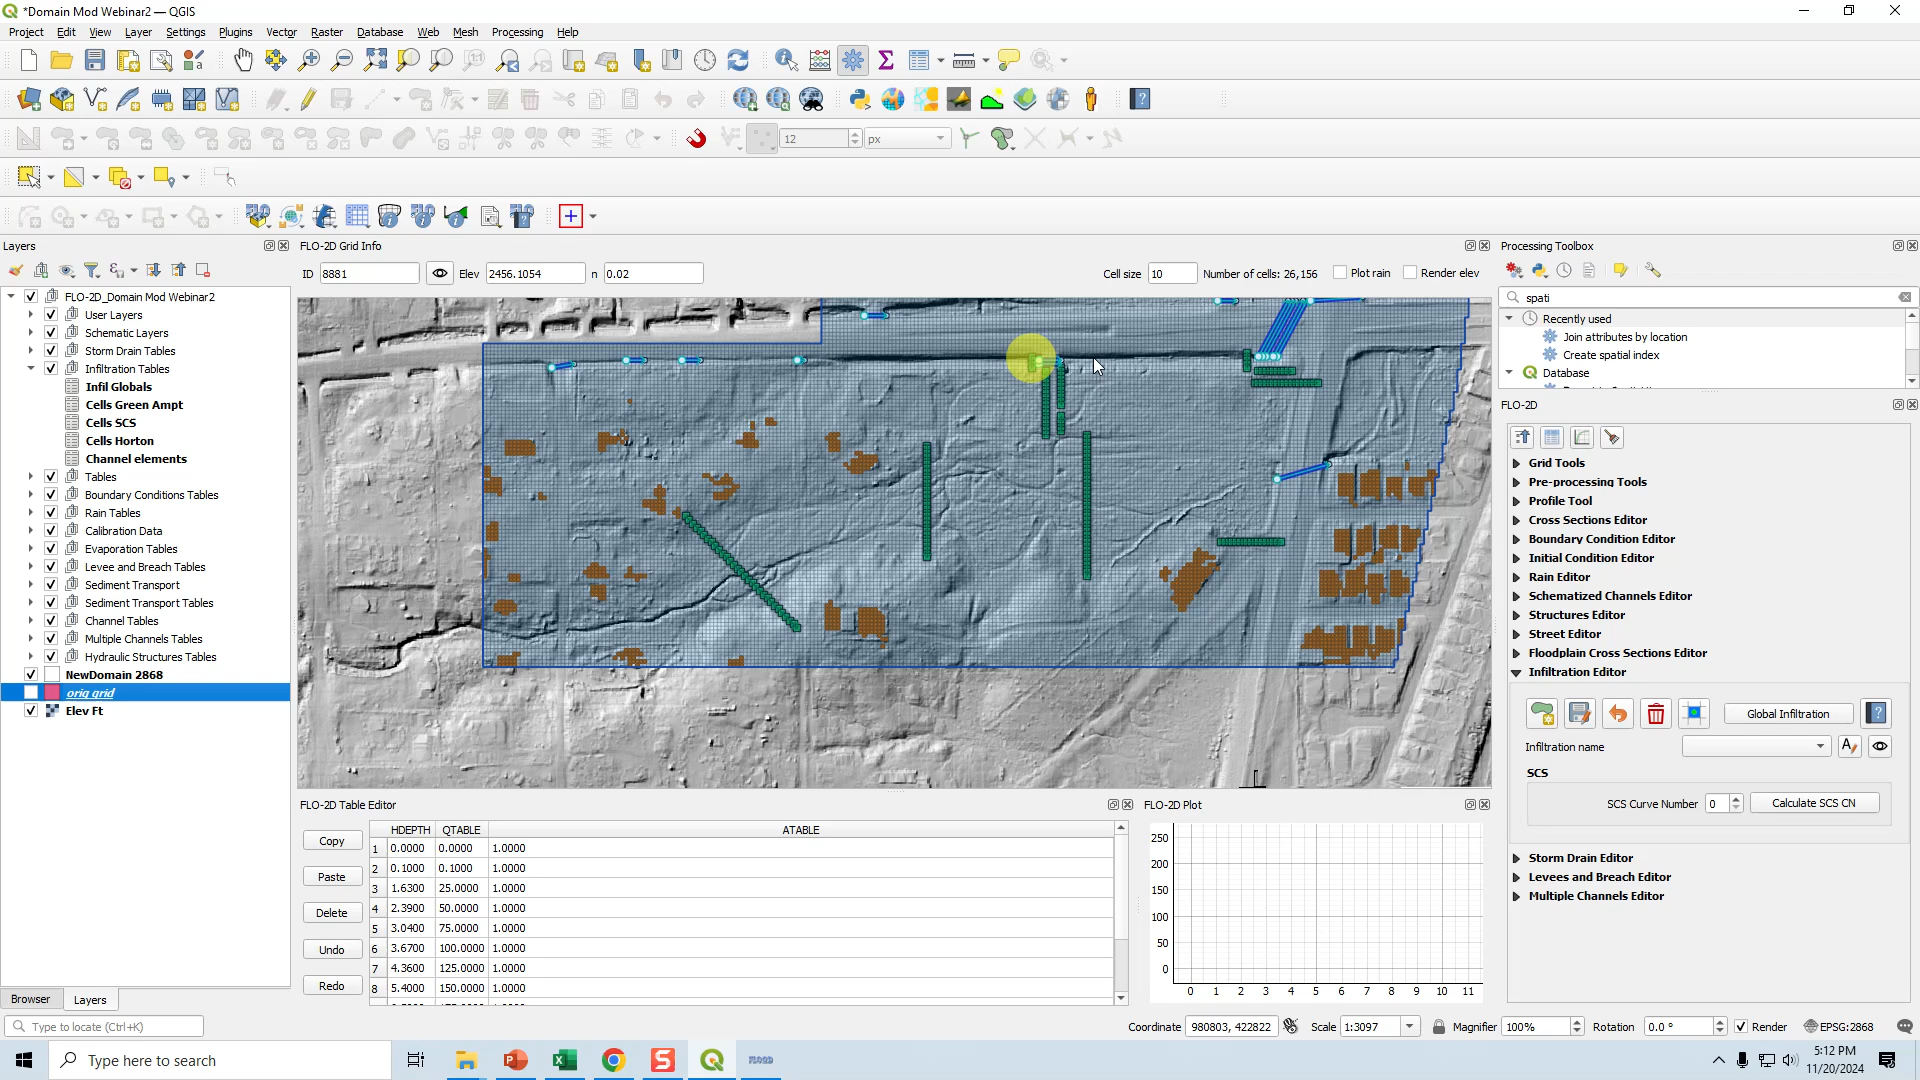 *Domain Mod Webinar2 — QGIS
Project Edit View Layer Settings Plugins Vector Raster Database Web Mesh Processing Help
12 px
Layers
FLO-2D Grid Info
Processing Toolbox
ID 8881 Elev 2456.1054 n 0.02 Cell size 10 Number of cells: 26,156 Plot rain Render elev
spati
FLO-2D_Domain Mod Webinar2
User Layers
Schematic Layers
Storm Drain Tables
Infiltration Tables
Infil Globals
Cells Green Ampt
Cells SCS
Cells Horton
Channel elements
Tables
Boundary Conditions Tables
Rain Tables
Calibration Data
Evaporation Tables
Levee and Breach Tables
Sediment Transport
Sediment Transport Tables
Channel Tables
Multiple Channels Tables
Hydraulic Structures Tables
NewDomain 2868
orig grid
Elev Ft
Recently used
Join attributes by location
Create spatial index
Database
FLO-2D
Grid Tools
Pre-processing Tools
Profile Tool
Cross Sections Editor
Boundary Condition Editor
Initial Condition Editor
Rain Editor
Schematized Channels Editor
Structures Editor
Street Editor
Floodplain Cross Sections Editor
Infiltration Editor
Global Infiltration
Infiltration name
SCS
SCS Curve Number 0 Calculate SCS CN
Storm Drain Editor
Levees and Breach Editor
Multiple Channels Editor
FLO-2D Table Editor
Copy
Paste
Delete
Undo
Redo
HDEPTH QTABLE ATABLE
1 0.0000 0.0000 1.0000
2 0.1000 0.1000 1.0000
3 1.6300 25.0000 1.0000
4 2.3900 50.0000 1.0000
5 3.0400 75.0000 1.0000
6 3.6700 100.0000 1.0000
7 4.3600 125.0000 1.0000
8 5.4000 150.0000 1.0000
FLO-2D Plot
250
200
150
100
50
0
0 1 2 3 4 5 6 7 8 9 10 11
Browser Layers
Type to locate (Ctrl+K)
Coordinate 980803, 422822 Scale 1:3097 Magnifier 100% Rotation 0.0 ° Render EPSG:2868
Type here to search
5:12 PM
11/20/2024